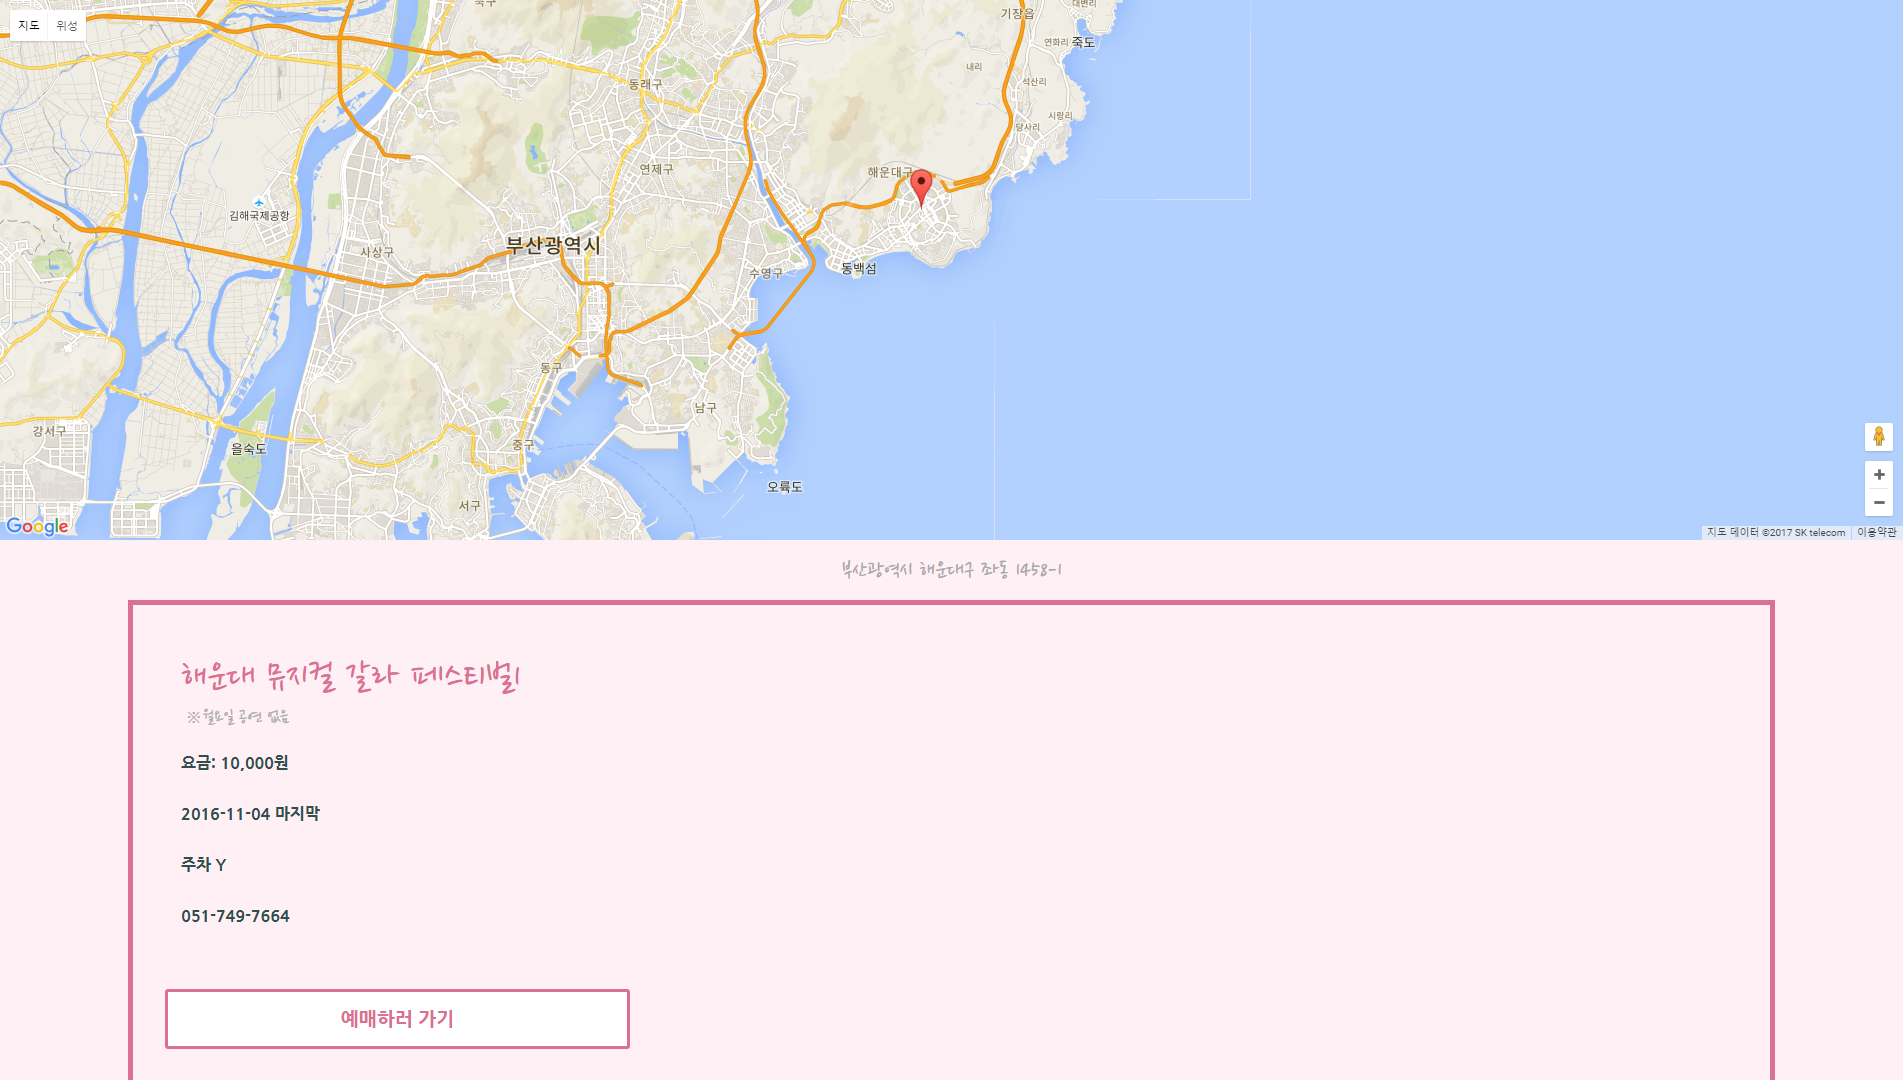 지도 위성
국구
기장읍
대변리
연화리 죽도
내리
동래구
석산리
시랑리
당사리
연제구
해운대구
김해국제공항
부산광역시
사상구
수영구
동백섬
동구
남구
강서구
중구
을숙도
오륙도
서구
Google
지도 데이터 ©2017 SK telecom 이용약관
부산광역시 해운대구 좌동 1458-1
해운대 뮤지컬 갈라 페스티벌1
※월요일 공연 없음
요금: 10,000원
2016-11-04 마지막
주차 Y
051-749-7664
예매하러 가기